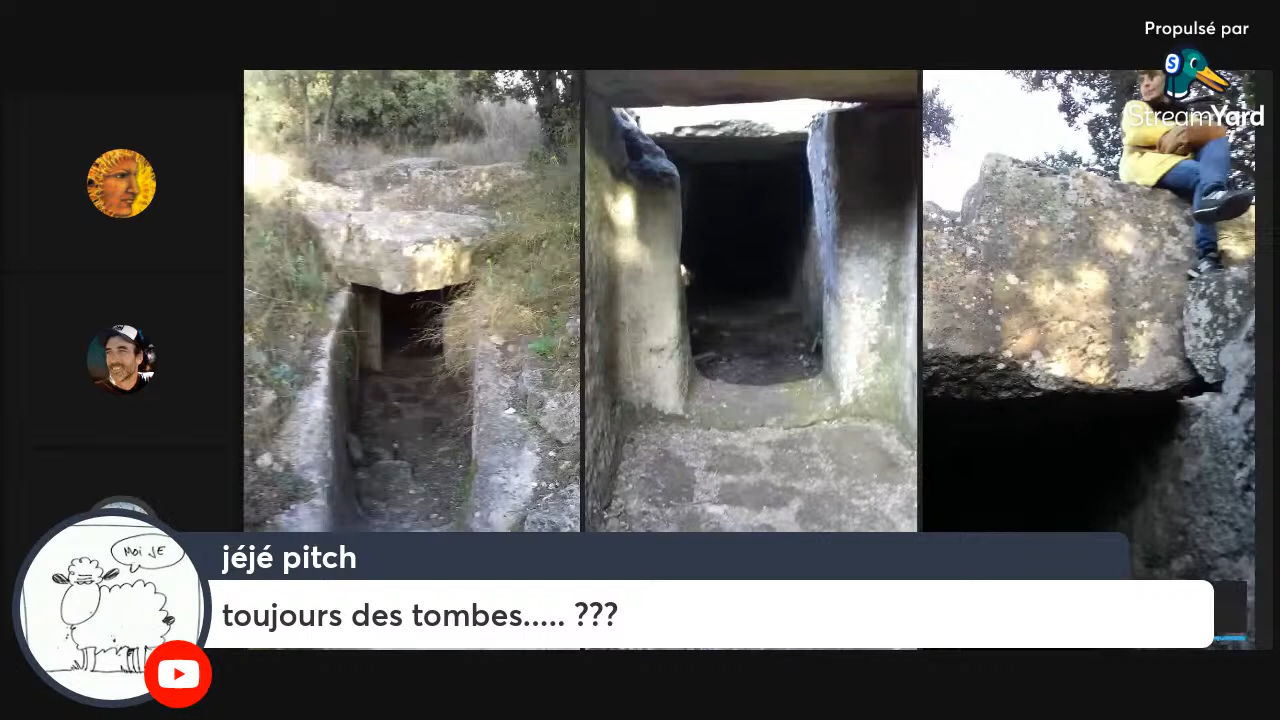 Propulsé par
StreamYard
MOI JE
jéjé pitch
toujours des tombes..... ???